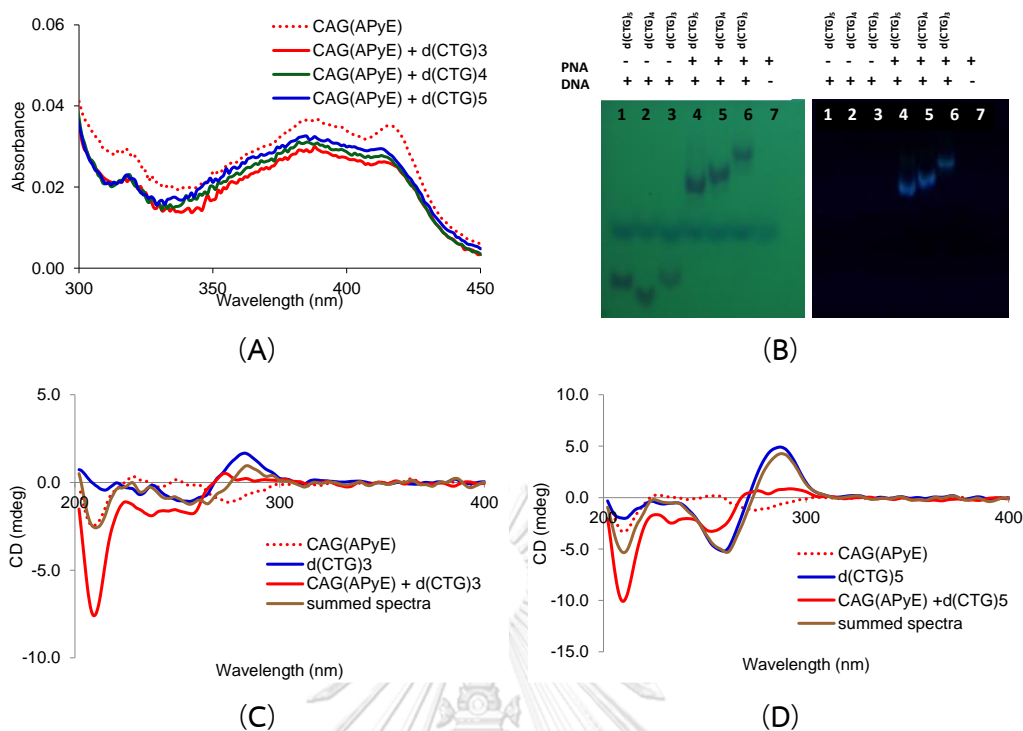 0.06
0.04
0.02
0.00
Absorbance
300
350
400
450
Wavelength (nm)
CAG(APyE)
CAG(APyE) + d(CTG)3
CAG(APyE) + d(CTG)4
CAG(APyE) + d(CTG)5
(A)
d(CTG)₅
d(CTG)₄
d(CTG)₃
d(CTG)₅
d(CTG)₄
d(CTG)₃
d(CTG)₅
d(CTG)₄
d(CTG)₃
d(CTG)₅
d(CTG)₄
d(CTG)₃
PNA - - - + + + + - - - + + + +
DNA + + + + + + - + + + + + + -
1 2 3 4 5 6 7 1 2 3 4 5 6 7
(B)
5.0
0.0
-5.0
-10.0
CD (mdeg)
200
300
400
Wavelength (nm)
CAG(APyE)
d(CTG)3
CAG(APyE) + d(CTG)3
summed spectra
(C)
10.0
5.0
0.0
-5.0
-10.0
-15.0
CD (mdeg)
200
300
400
Wavelength (nm)
CAG(APyE)
d(CTG)5
CAG(APyE) +d(CTG)5
summed spectra
(D)